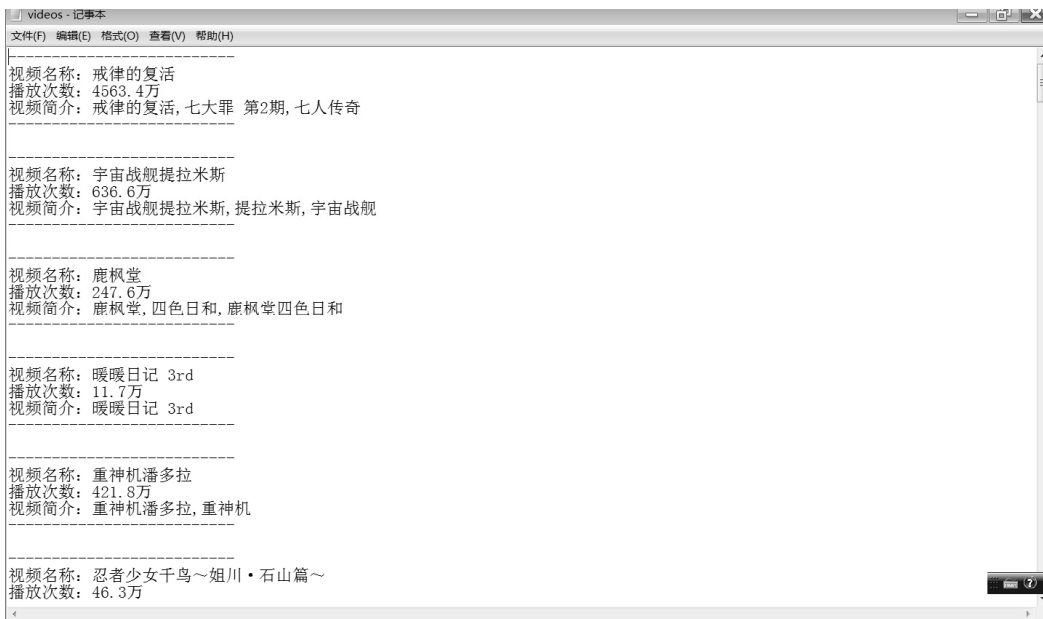 videos - 记事本
文件(F) 编辑(E) 格式(O) 查看(V) 帮助(H)
--------------------------
视频名称：戒律的复活
播放次数：4563.4万
视频简介：戒律的复活,七大罪 第2期,七人传奇
--------------------------
--------------------------
视频名称：宇宙战舰提拉米斯
播放次数：636.6万
视频简介：宇宙战舰提拉米斯,提拉米斯,宇宙战舰
--------------------------
--------------------------
视频名称：鹿枫堂
播放次数：247.6万
视频简介：鹿枫堂,四色日和,鹿枫堂四色日和
--------------------------
--------------------------
视频名称：暖暖日记 3rd
播放次数：11.7万
视频简介：暖暖日记 3rd
--------------------------
--------------------------
视频名称：重神机潘多拉
播放次数：421.8万
视频简介：重神机潘多拉,重神机
--------------------------
--------------------------
视频名称：忍者少女千鸟～姐川·石山篇～
播放次数：46.3万